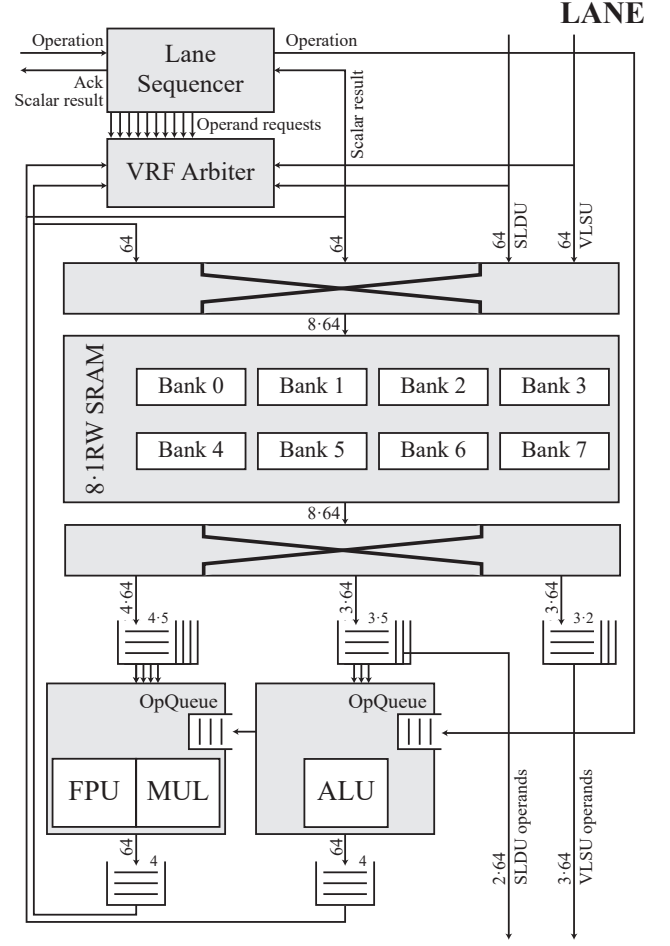 LANE
Operation
Lane
Sequencer
Operation
Ack
Scalar result
Operand requests
Scalar result
VRF Arbiter
64
64
64
SLDU
64
VLSU
8·64
8·1RW SRAM
Bank 0
Bank 1
Bank 2
Bank 3
Bank 4
Bank 5
Bank 6
Bank 7
8·64
4·64
3·64
3·64
4·5
3·5
3·2
OpQueue
OpQueue
FPU
MUL
ALU
64
4
64
4
2·64
SLDU operands
3·64
VLSU operands